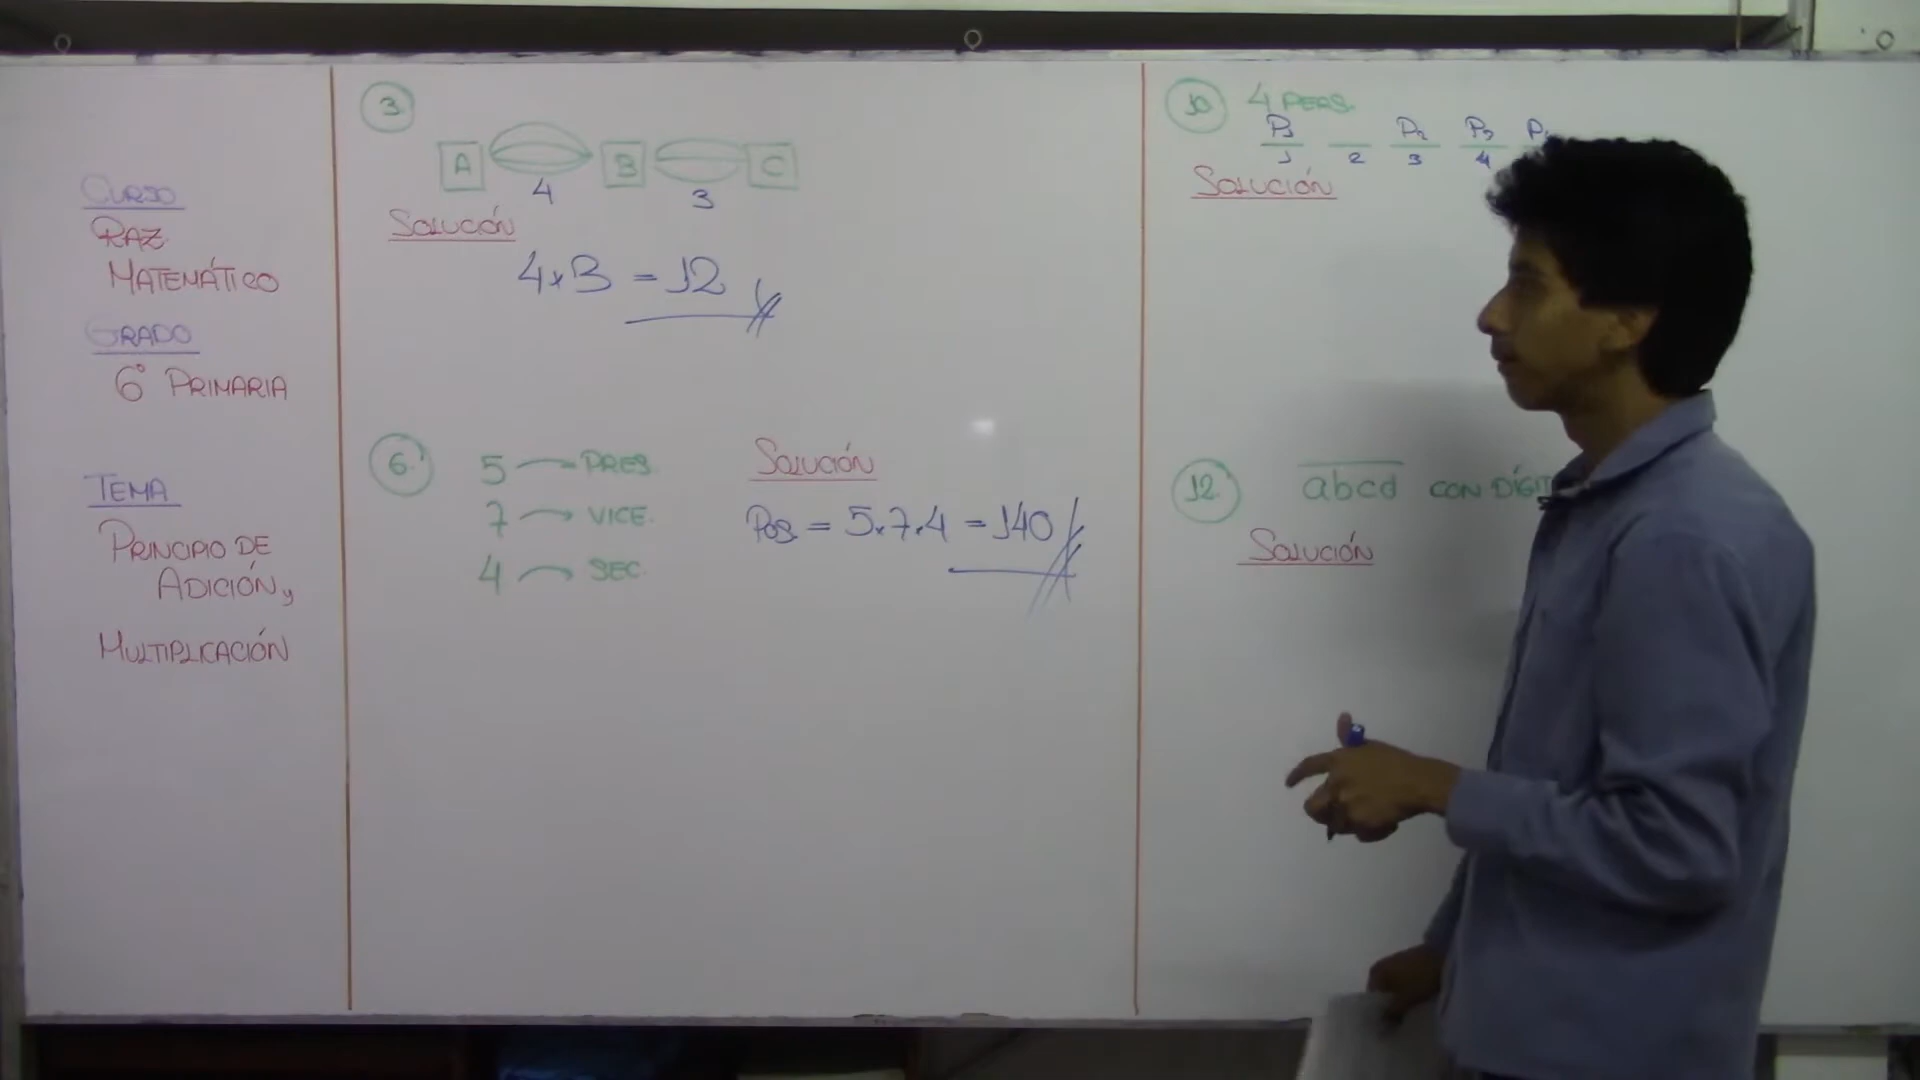 CURSO
RAZ.
MATEMÁTICO
GRADO
6° PRIMARIA
TEMA
PRINCIPIO DE
ADICIÓN y
MULTIPLICACIÓN
3
A B C
4 3
SOLUCIÓN
4x3 = 12
6.
5 PRES.
7 VICE.
4 SEC.
SOLUCIÓN
Pos. = 5.7.4 = 140
10 4 PERS.
P1 P2 P3
1 2 3 4
SOLUCIÓN
12 abcd CON
SOLUCIÓN